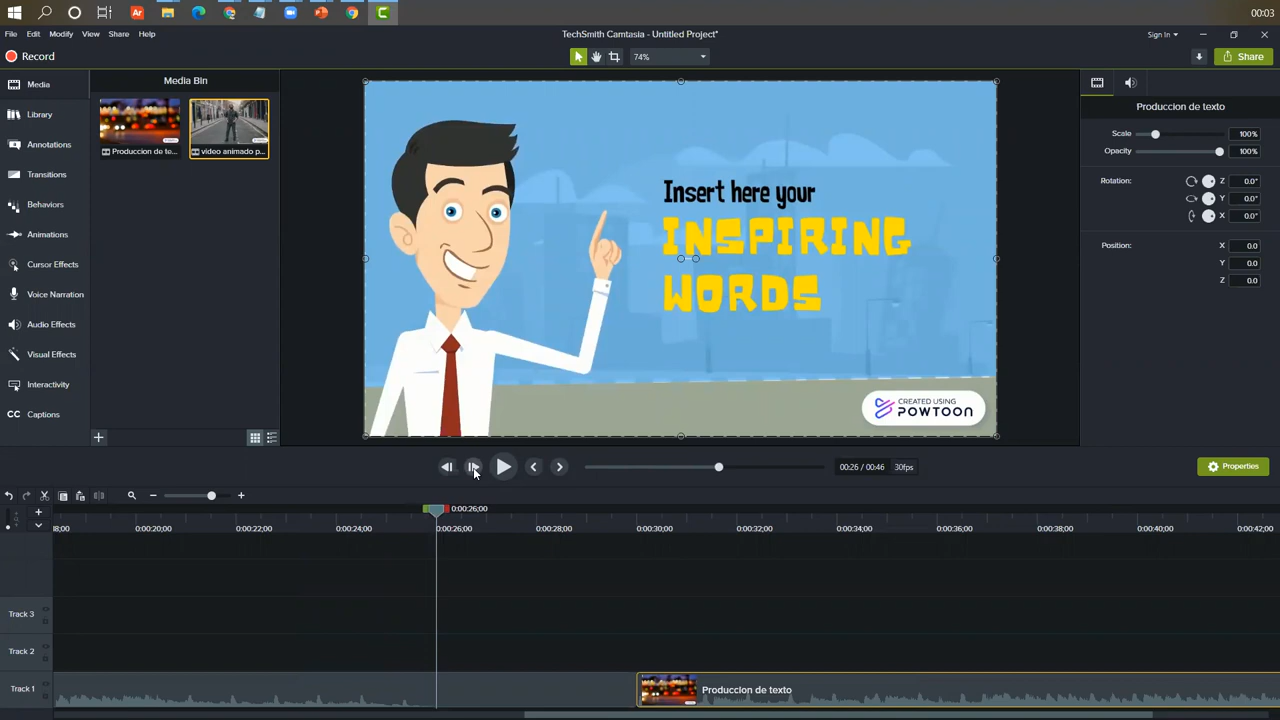 00:03
File Edit Modify View Share Help
TechSmith Camtasia - Untitled Project*
Sign In
Record
74%
Share
Media
Library
Annotations
Transitions
Behaviors
Animations
Cursor Effects
Voice Narration
Audio Effects
Visual Effects
Interactivity
CC Captions
Media Bin
Produccion de te...
video animado p...
Insert here your
INSPIRING
WORDS
CREATED USING
POWTOON
Produccion de texto
Scale 100%
Opacity 100%
Rotation: Z 0.0°
Y 0.0°
X 0.0°
Position: X 0.0
Y 0.0
Z 0.0
00:26 / 00:46 30fps
Properties
0:00:26;00
8;00 0:00:20;00 0:00:22;00 0:00:24;00 0:00:26;00 0:00:28;00 0:00:30;00 0:00:32;00 0:00:34;00 0:00:36;00 0:00:38;00 0:00:40;00 0:00:42;00
Track 3
Track 2
Track 1
Produccion de texto